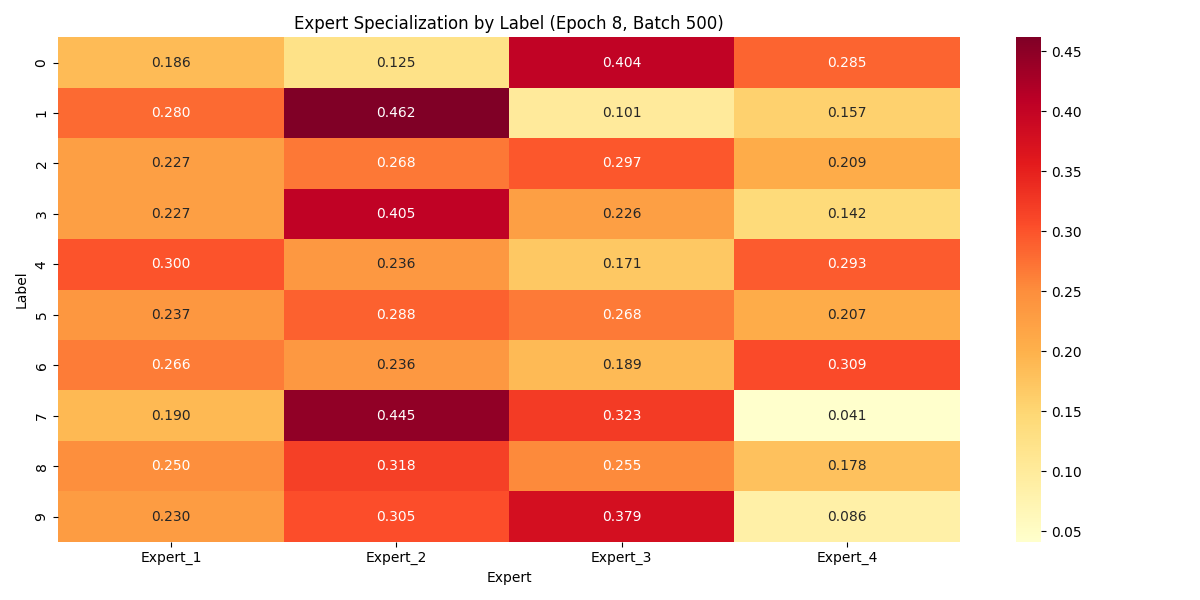 Expert Specialization by Label (Epoch 8, Batch 500)
Label
0 0.186 0.125 0.404 0.285
1 0.280 0.462 0.101 0.157
2 0.227 0.268 0.297 0.209
3 0.227 0.405 0.226 0.142
4 0.300 0.236 0.171 0.293
5 0.237 0.288 0.268 0.207
6 0.266 0.236 0.189 0.309
7 0.190 0.445 0.323 0.041
8 0.250 0.318 0.255 0.178
9 0.230 0.305 0.379 0.086
Expert_1 Expert_2 Expert_3 Expert_4
Expert
0.45
0.40
0.35
0.30
0.25
0.20
0.15
0.10
0.05